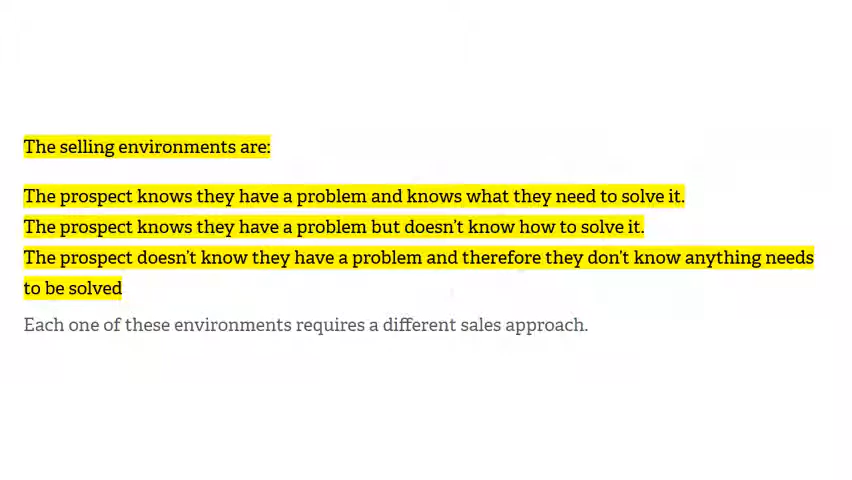 The selling environments are:
The prospect knows they have a problem and knows what they need to solve it.
The prospect knows they have a problem but doesn't know how to solve it.
The prospect doesn't know they have a problem and therefore they don't know anything needs
to be solved
Each one of these environments requires a different sales approach.